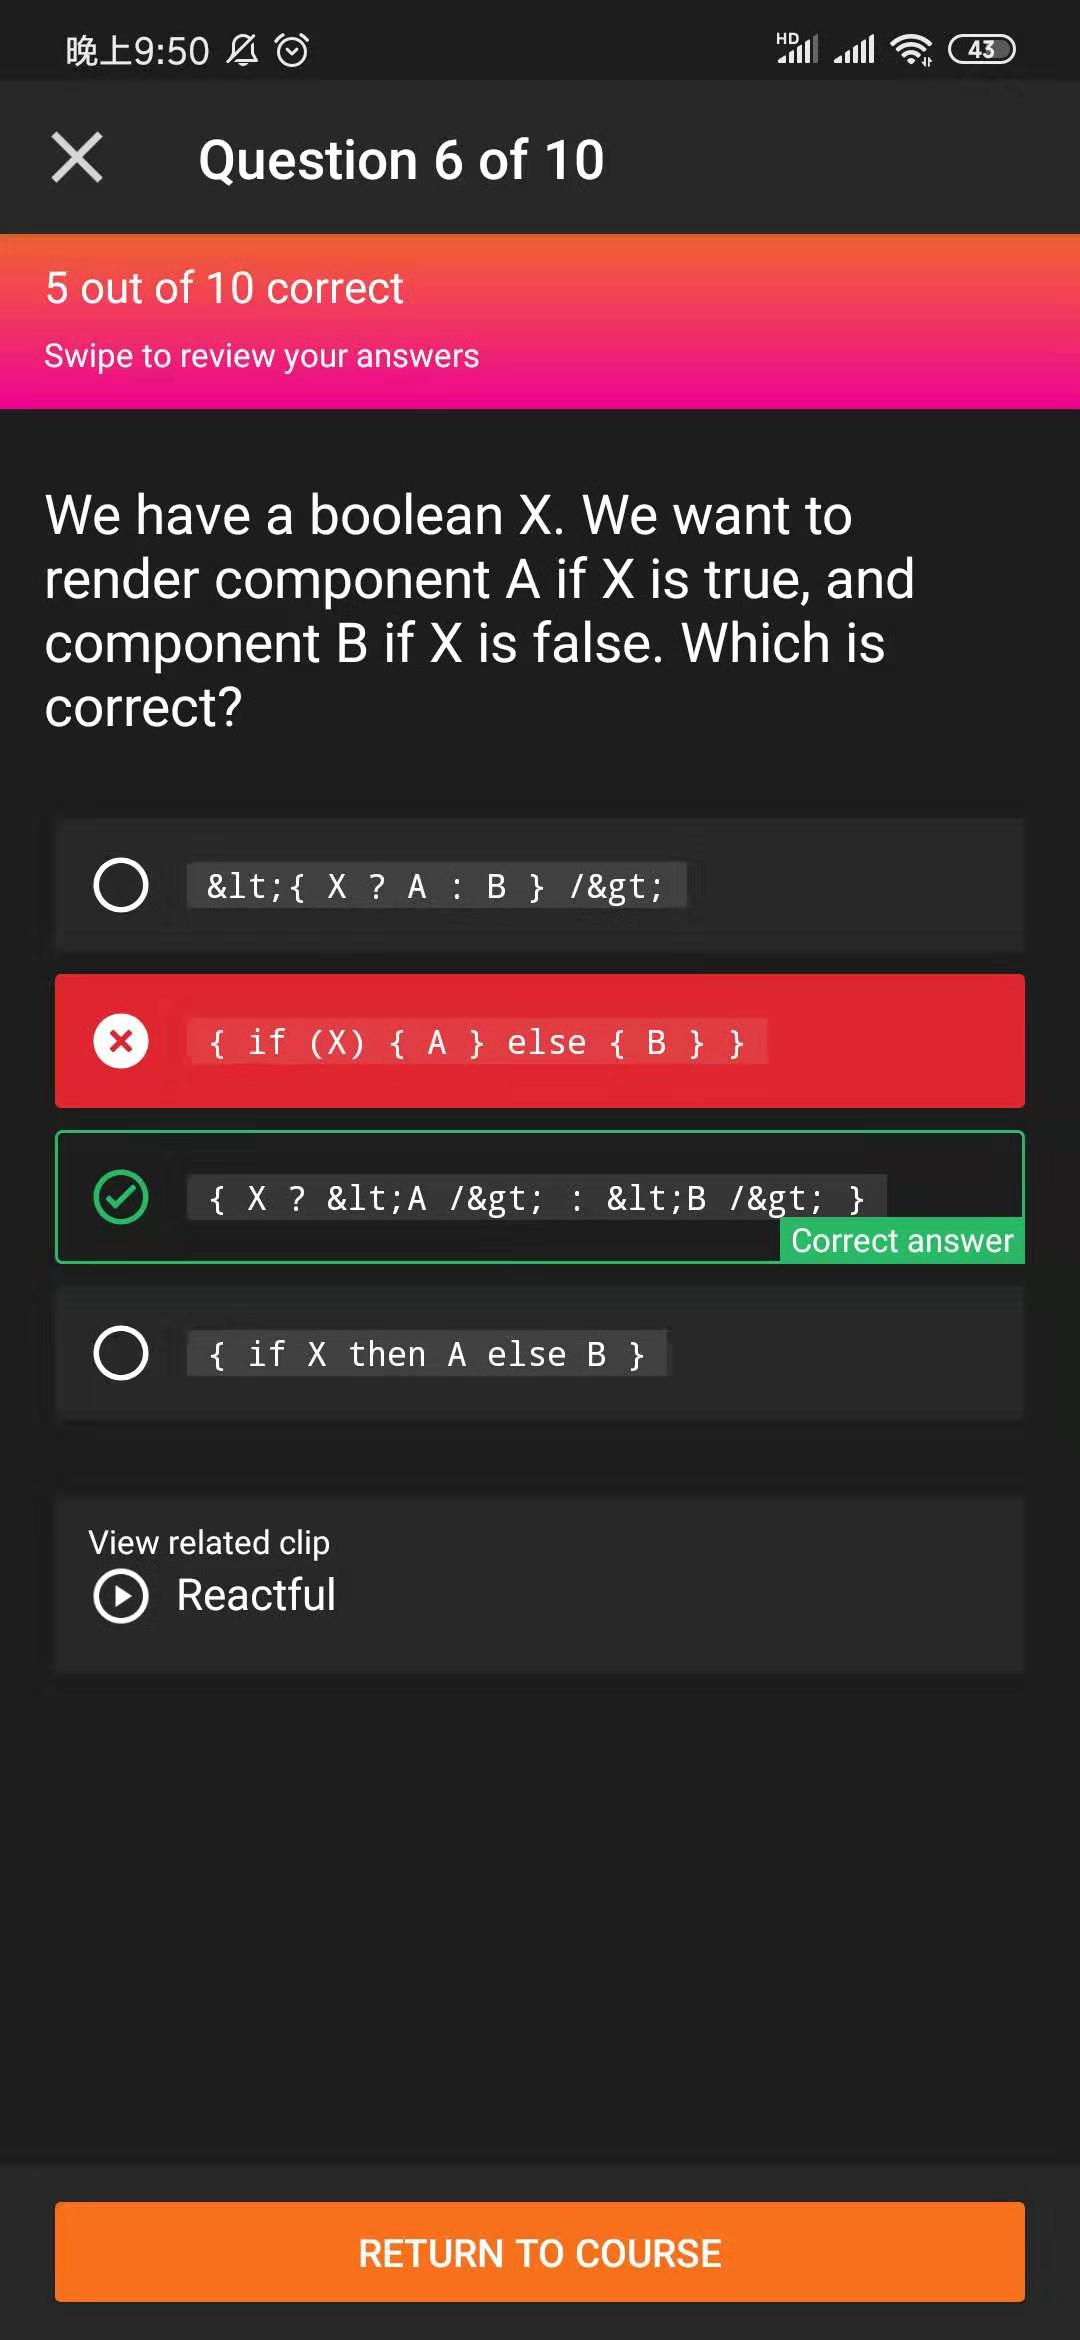 晚上9:50
HD
43
Question 6 of 10
5 out of 10 correct
Swipe to review your answers
We have a boolean X. We want to
render component A if X is true, and
component B if X is false. Which is
correct?
&lt;{ X ? A : B } /&gt;
{ if (X) { A } else { B } }
{ X ? &lt;A /&gt; : &lt;B /&gt; }
Correct answer
{ if X then A else B }
View related clip
Reactful
RETURN TO COURSE